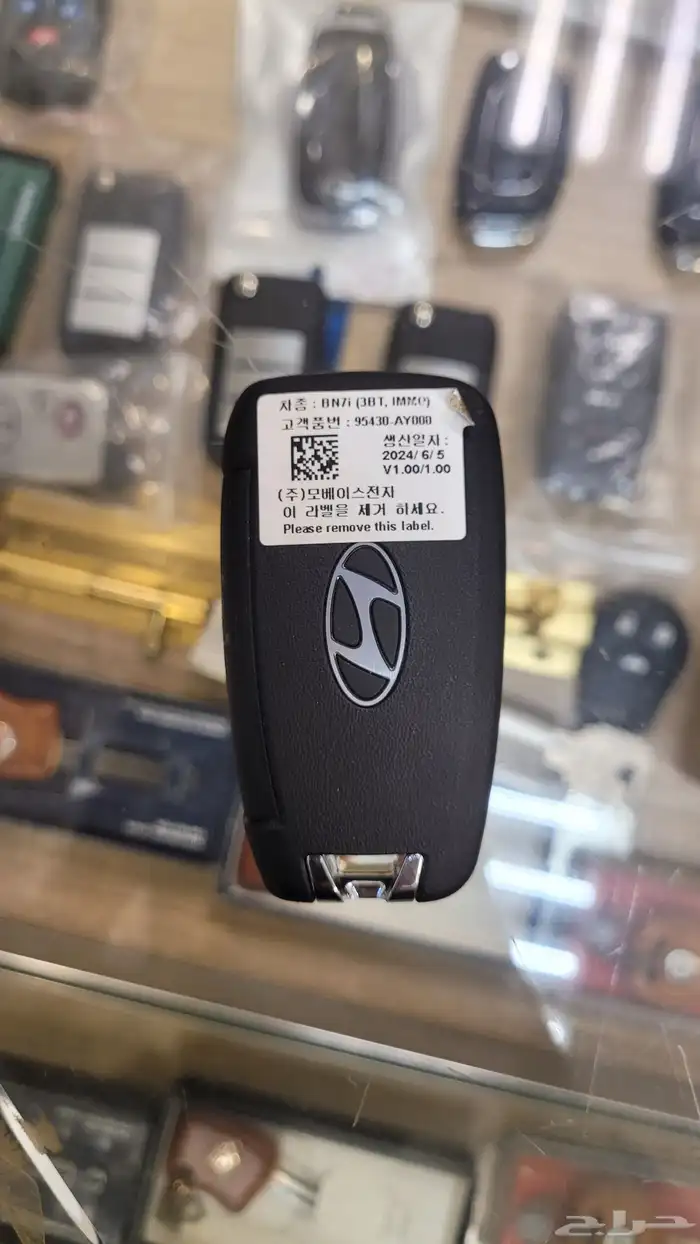 차종 : BN7i (3BT, IMMO)
고객품번 : 95430-AY000
생산일자 :
2024/ 6/ 5
V1.00/1.00
(주)모베이스전자
이 라벨을 제거 하세요.
Please remove this label.
حراج